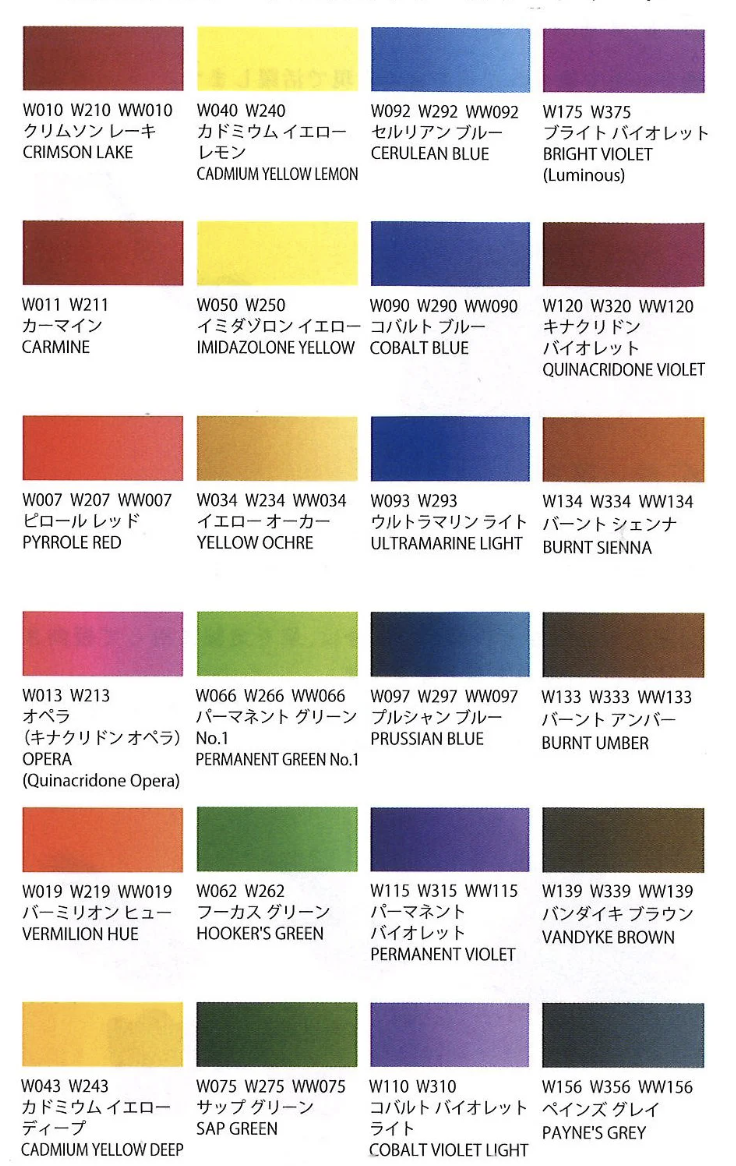 W010 W210 WW010
クリムソン レーキ
CRIMSON LAKE
W040 W240
カドミウム イエロー
レモン
CADMIUM YELLOW LEMON
W092 W292 WW092
セルリアン ブルー
CERULEAN BLUE
W175 W375
ブライト バイオレット
BRIGHT VIOLET
(Luminous)
W011 W211
カーマイン
CARMINE
W050 W250
イミダゾロン イエロー
IMIDAZOLONE YELLOW
W090 W290 WW090
コバルト ブルー
COBALT BLUE
W120 W320 WW120
キナクリドン
バイオレット
QUINACRIDONE VIOLET
W007 W207 WW007
ピロール レッド
PYRROLE RED
W034 W234 WW034
イエロー オーカー
YELLOW OCHRE
W093 W293
ウルトラマリン ライト
ULTRAMARINE LIGHT
W134 W334 WW134
バーント シェンナ
BURNT SIENNA
W013 W213
オペラ
(キナクリドン オペラ)
OPERA
(Quinacridone Opera)
W066 W266 WW066
パーマネント グリーン
No.1
PERMANENT GREEN No.1
W097 W297 WW097
プルシャン ブルー
PRUSSIAN BLUE
W133 W333 WW133
バーント アンバー
BURNT UMBER
W019 W219 WW019
バーミリオン ヒュー
VERMILION HUE
W062 W262
フーカス グリーン
HOOKER'S GREEN
W115 W315 WW115
パーマネント
バイオレット
PERMANENT VIOLET
W139 W339 WW139
バンダイキ ブラウン
VANDYKE BROWN
W043 W243
カドミウム イエロー
ディープ
CADMIUM YELLOW DEEP
W075 W275 WW075
サップ グリーン
SAP GREEN
W110 W310
コバルト バイオレット
ライト
COBALT VIOLET LIGHT
W156 W356 WW156
ペインズ グレイ
PAYNE'S GREY